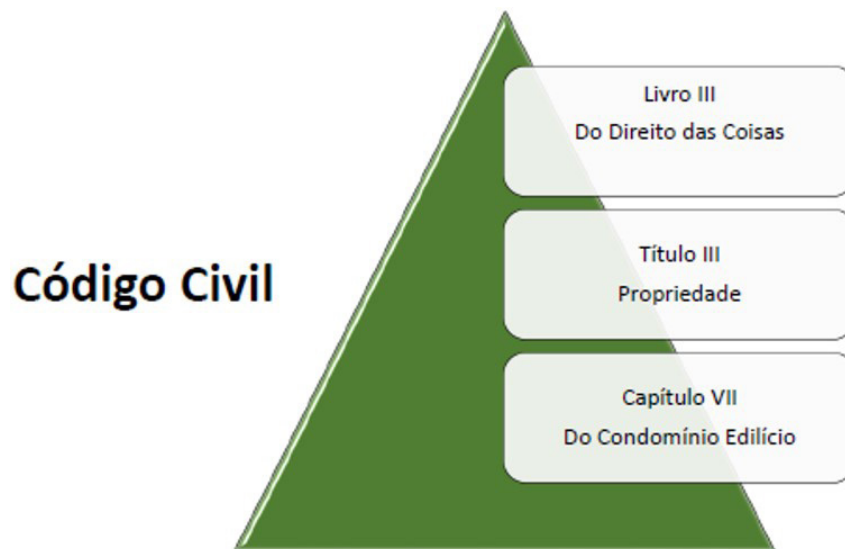 Código Civil
Livro III
Do Direito das Coisas
Título III
Propriedade
Capítulo VII
Do Condomínio Edilício